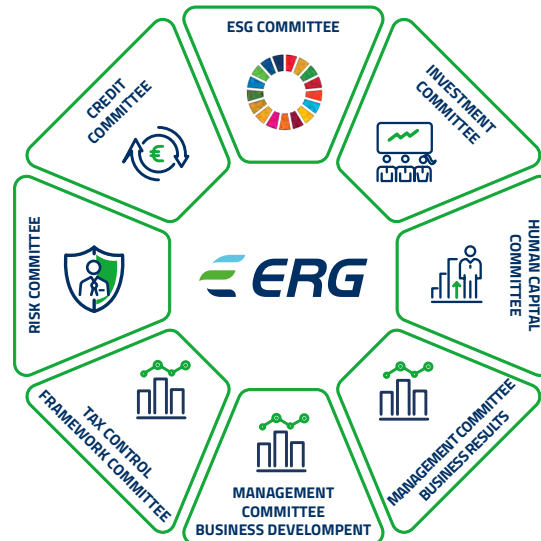 ESG COMMITTEE
INVESTMENT
COMMITTEE
HUMAN CAPITAL
COMMITTEE
MANAGEMENT COMMITTEE
BUSINESS RESULTS
MANAGEMENT
COMMITTEE
BUSINESS DEVELOMPENT
TAX CONTROL
FRAMEWORK COMMITTEE
RISK COMMITTEE
CREDIT
COMMITTEE
€
ERG